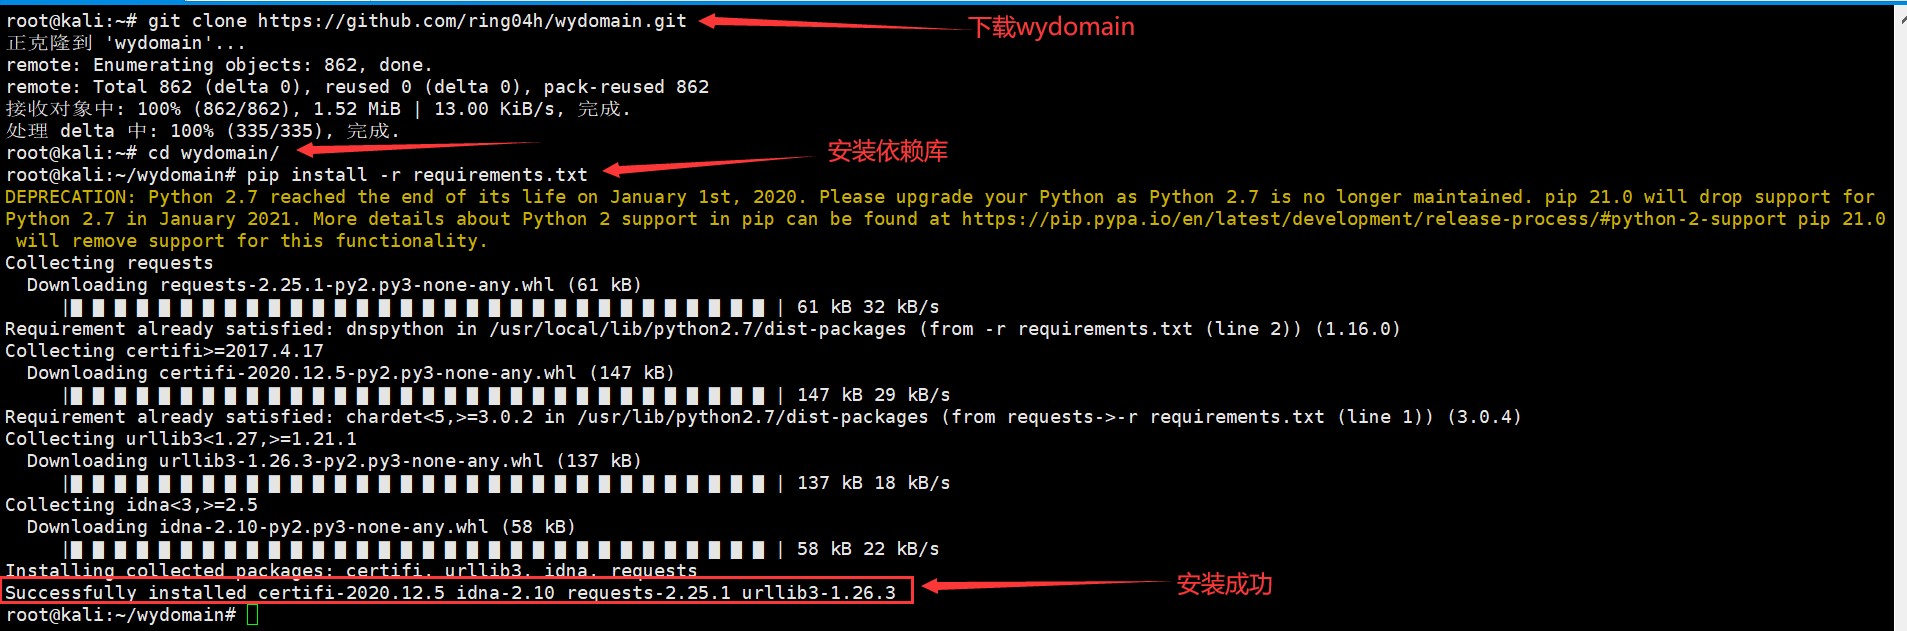 root@kali:~# git clone https://github.com/ring04h/wydomain.git
下载wydomain
正克隆到 'wydomain'...
remote: Enumerating objects: 862, done.
remote: Total 862 (delta 0), reused 0 (delta 0), pack-reused 862
接收对象中: 100% (862/862), 1.52 MiB | 13.00 KiB/s, 完成.
处理 delta 中: 100% (335/335), 完成.
root@kali:~# cd wydomain/
安装依赖库
root@kali:~/wydomain# pip install -r requirements.txt
DEPRECATION: Python 2.7 reached the end of its life on January 1st, 2020. Please upgrade your Python as Python 2.7 is no longer maintained. pip 21.0 will drop support for
Python 2.7 in January 2021. More details about Python 2 support in pip can be found at https://pip.pypa.io/en/latest/development/release-process/#python-2-support pip 21.0
will remove support for this functionality.
Collecting requests
Downloading requests-2.25.1-py2.py3-none-any.whl (61 kB)
|████████████████████████████████| 61 kB 32 kB/s
Requirement already satisfied: dnspython in /usr/local/lib/python2.7/dist-packages (from -r requirements.txt (line 2)) (1.16.0)
Collecting certifi>=2017.4.17
Downloading certifi-2020.12.5-py2.py3-none-any.whl (147 kB)
|████████████████████████████████| 147 kB 29 kB/s
Requirement already satisfied: chardet<5,>=3.0.2 in /usr/lib/python2.7/dist-packages (from requests->-r requirements.txt (line 1)) (3.0.4)
Collecting urllib3<1.27,>=1.21.1
Downloading urllib3-1.26.3-py2.py3-none-any.whl (137 kB)
|████████████████████████████████| 137 kB 18 kB/s
Collecting idna<3,>=2.5
Downloading idna-2.10-py2.py3-none-any.whl (58 kB)
|████████████████████████████████| 58 kB 22 kB/s
Installing collected packages: certifi, urllib3, idna, requests
Successfully installed certifi-2020.12.5 idna-2.10 requests-2.25.1 urllib3-1.26.3
安装成功
root@kali:~/wydomain#